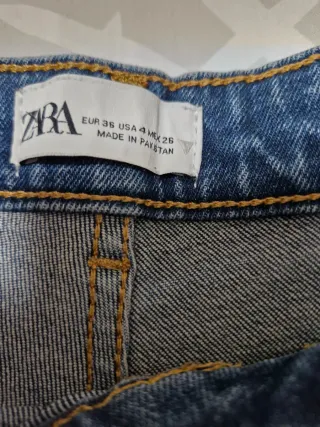 ZARA
EUR 36 USA 4 MEX 26
MADE IN PAKISTAN